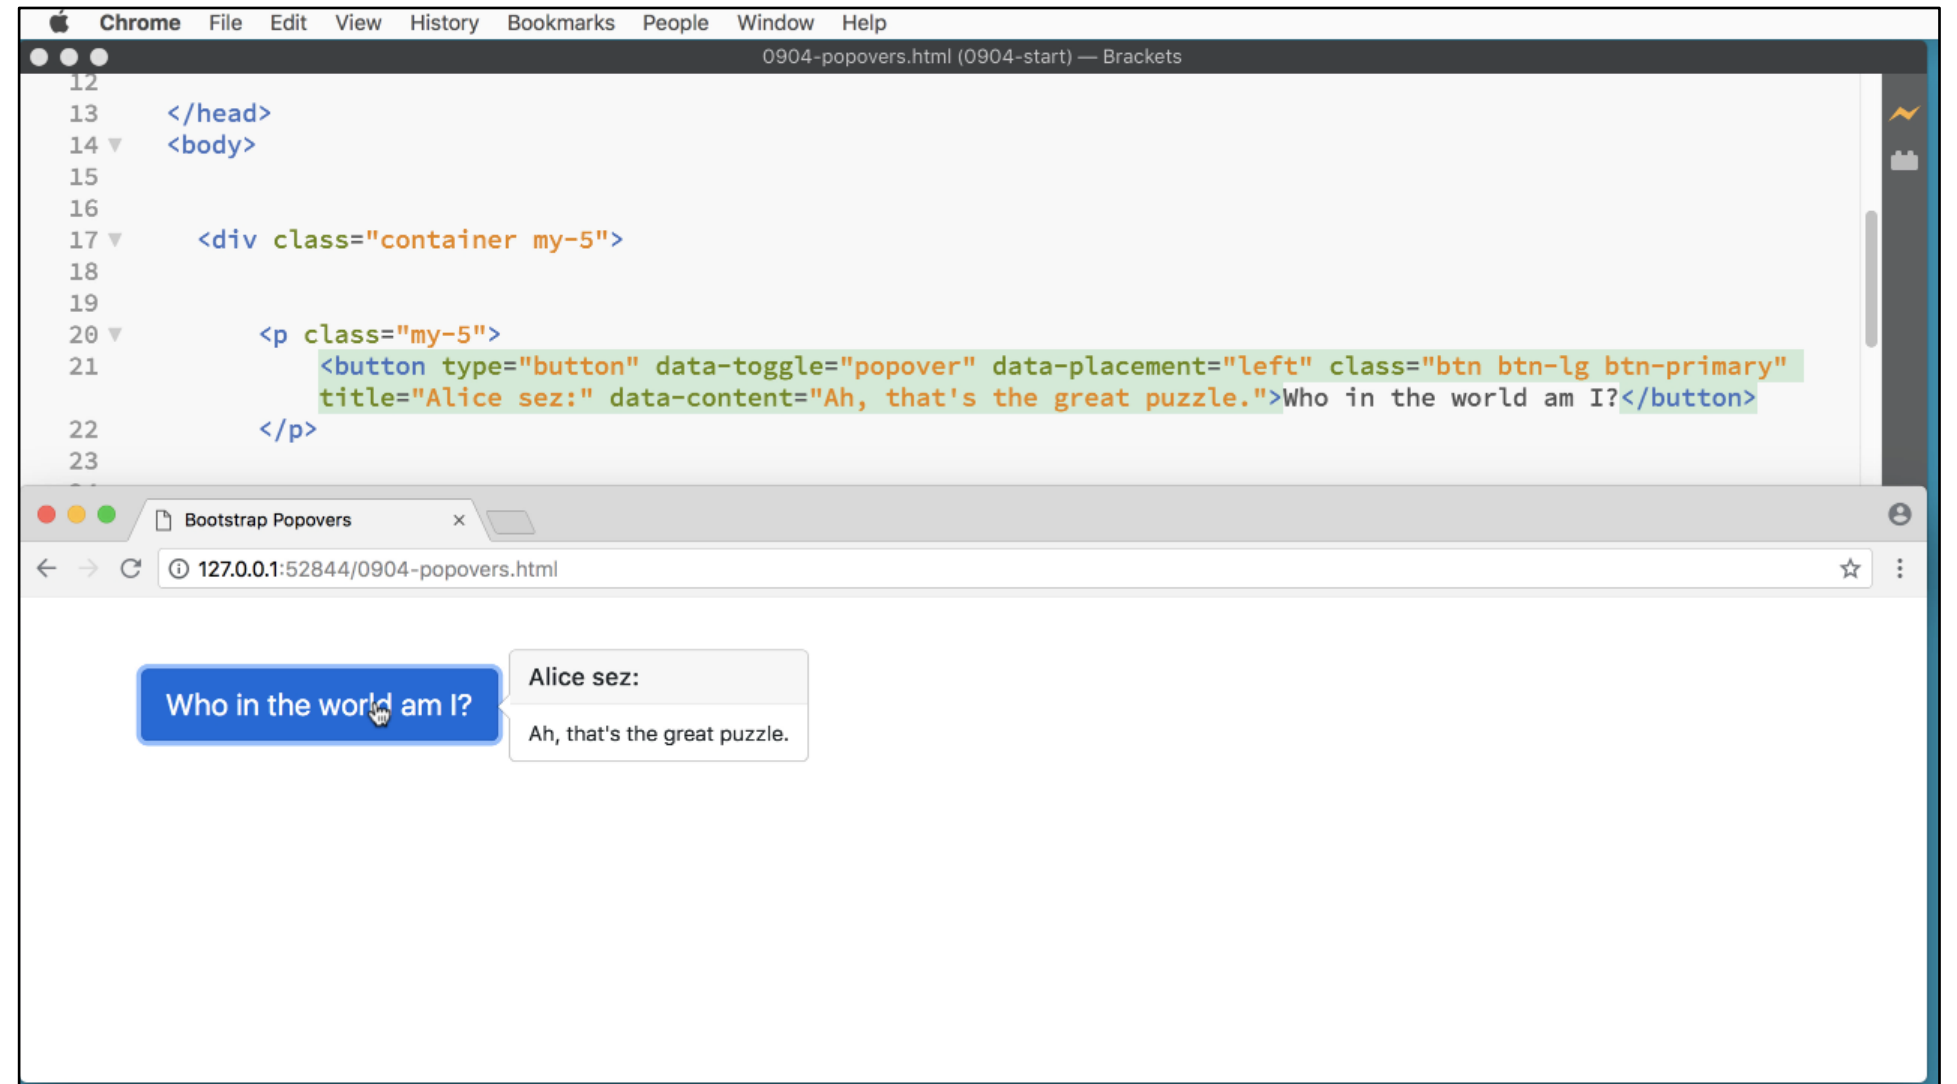 Chrome File Edit View History Bookmarks People Window Help
0904-popovers.html (0904-start) — Brackets
12
13 </head>
14 <body>
15
16
17 <div class="container my-5">
18
19
20 <p class="my-5">
21 <button type="button" data-toggle="popover" data-placement="left" class="btn btn-lg btn-primary"
title="Alice sez:" data-content="Ah, that's the great puzzle.">Who in the world am I?</button>
22 </p>
23
Bootstrap Popovers
127.0.0.1:52844/0904-popovers.html
Who in the world am I?
Alice sez:
Ah, that's the great puzzle.